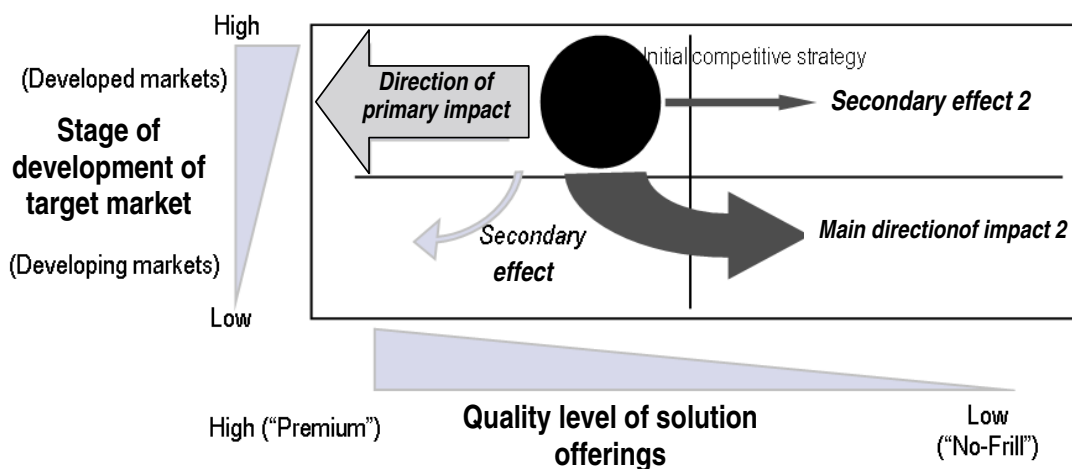 High
(Developed markets)
Stage of
development of
target market
(Developing markets)
Low
Direction of
primary impact
Initial competitive strategy
Secondary effect 2
Secondary
effect
Main directionof impact 2
High (“Premium”)
Quality level of solution
offerings
Low
(“No-Frill”)